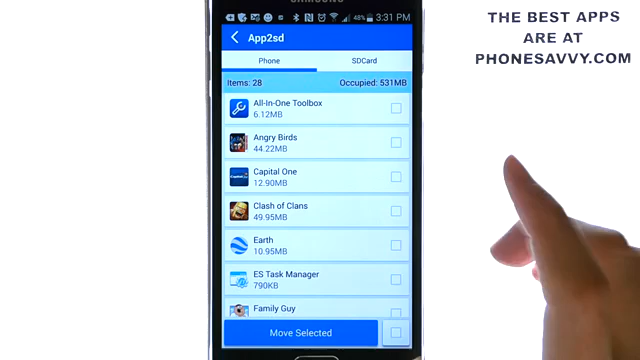 SAMSUNG
48% 3:31 PM
App2sd
Phone
SDCard
Items: 28
Occupied: 531MB
All-In-One Toolbox
6.12MB
Angry Birds
44.22MB
Capital One
12.90MB
Clash of Clans
49.95MB
Earth
10.95MB
ES Task Manager
790KB
Family Guy
Move Selected
THE BEST APPS
ARE AT
PHONESAVVY.COM